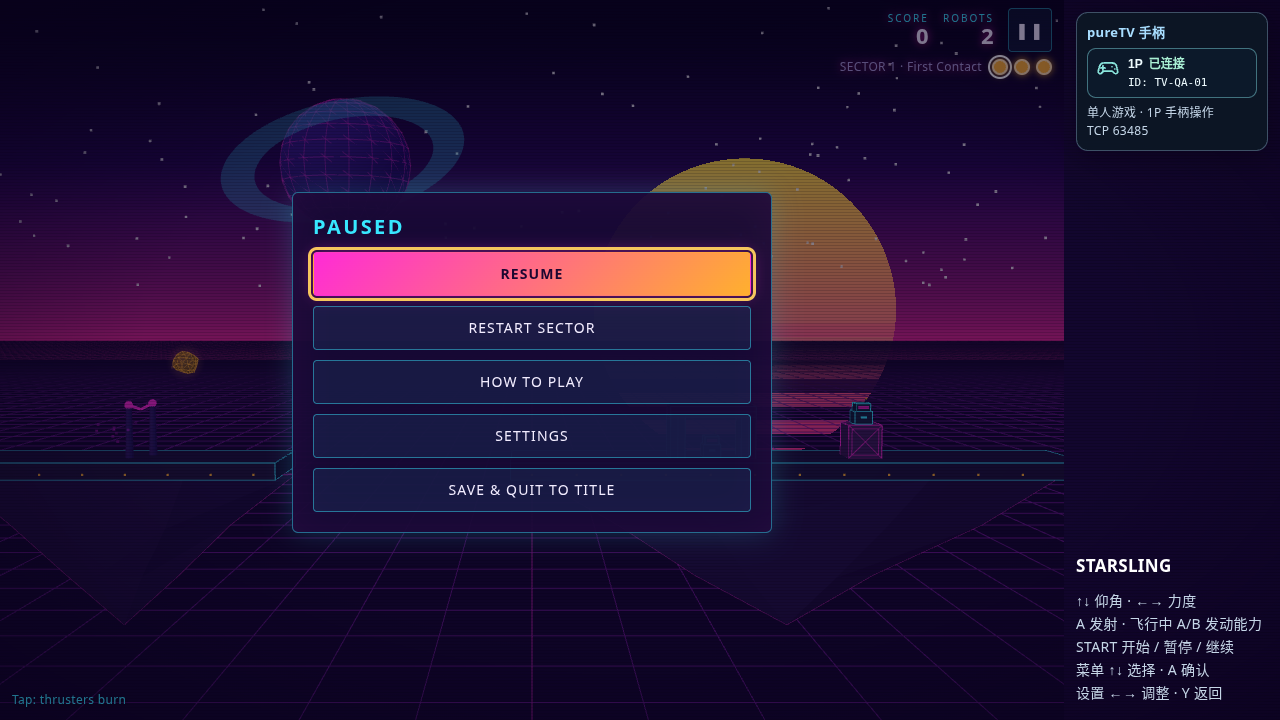 SCORE ROBOTS
0 2
SECTOR 1 · First Contact
PAUSED
RESUME
RESTART SECTOR
HOW TO PLAY
SETTINGS
SAVE & QUIT TO TITLE
Tap: thrusters burn
pureTV 手柄
1P 已连接
ID: TV-QA-01
单人游戏 · 1P 手柄操作
TCP 63485
STARSLING
↑↓ 仰角 · ←→ 力度
A 发射 · 飞行中 A/B 发动能力
START 开始 / 暂停 / 继续
菜单 ↑↓ 选择 · A 确认
设置 ←→ 调整 · Y 返回